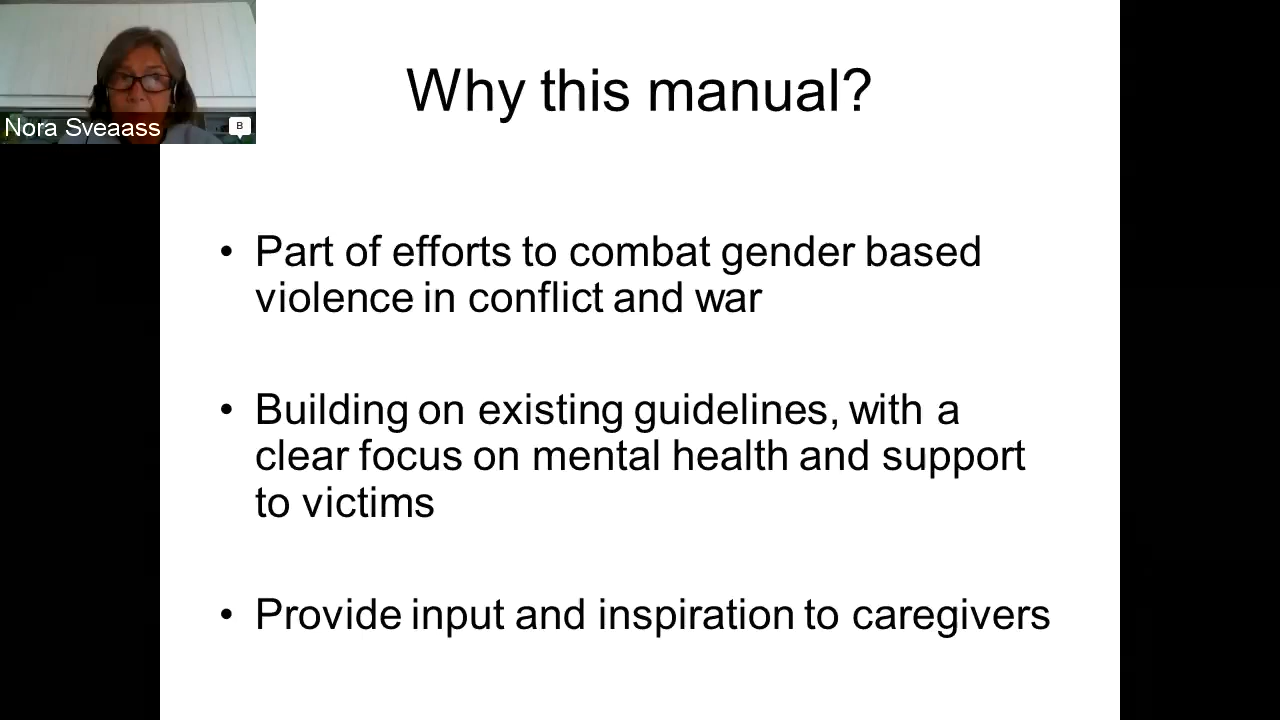 Why this manual?
Nora Sveaass
B
• Part of efforts to combat gender based
violence in conflict and war
• Building on existing guidelines, with a
clear focus on mental health and support
to victims
• Provide input and inspiration to caregivers